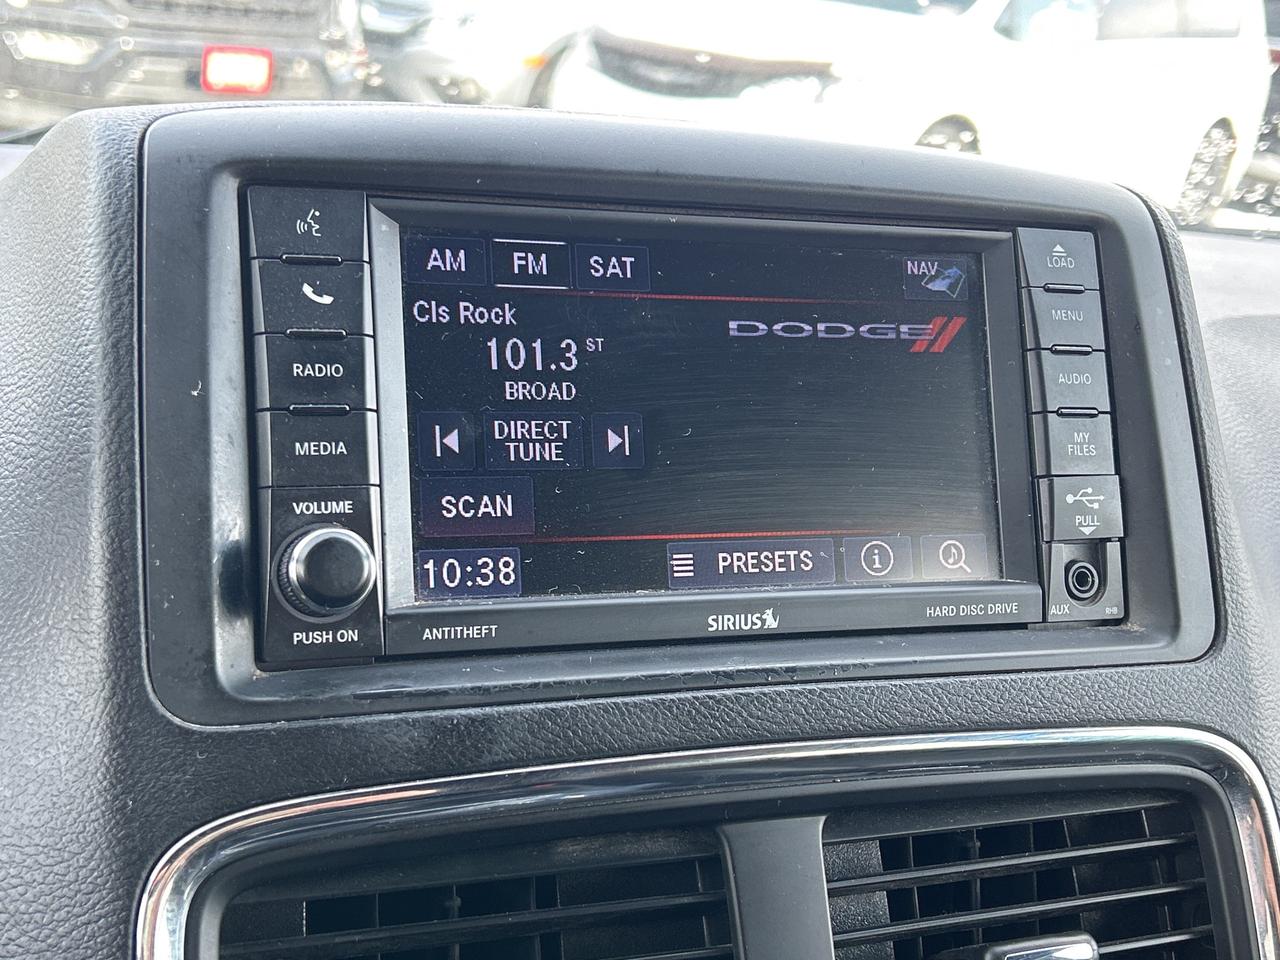 AM FM SAT NAV
Cls Rock
101.3 ST
BROAD
DODGE
DIRECT
TUNE
SCAN
10:38
PRESETS
i
RADIO
MEDIA
VOLUME
PUSH ON
ANTITHEFT
SIRIUS
HARD DISC DRIVE
LOAD
MENU
AUDIO
MY
FILES
PULL
AUX
RHB